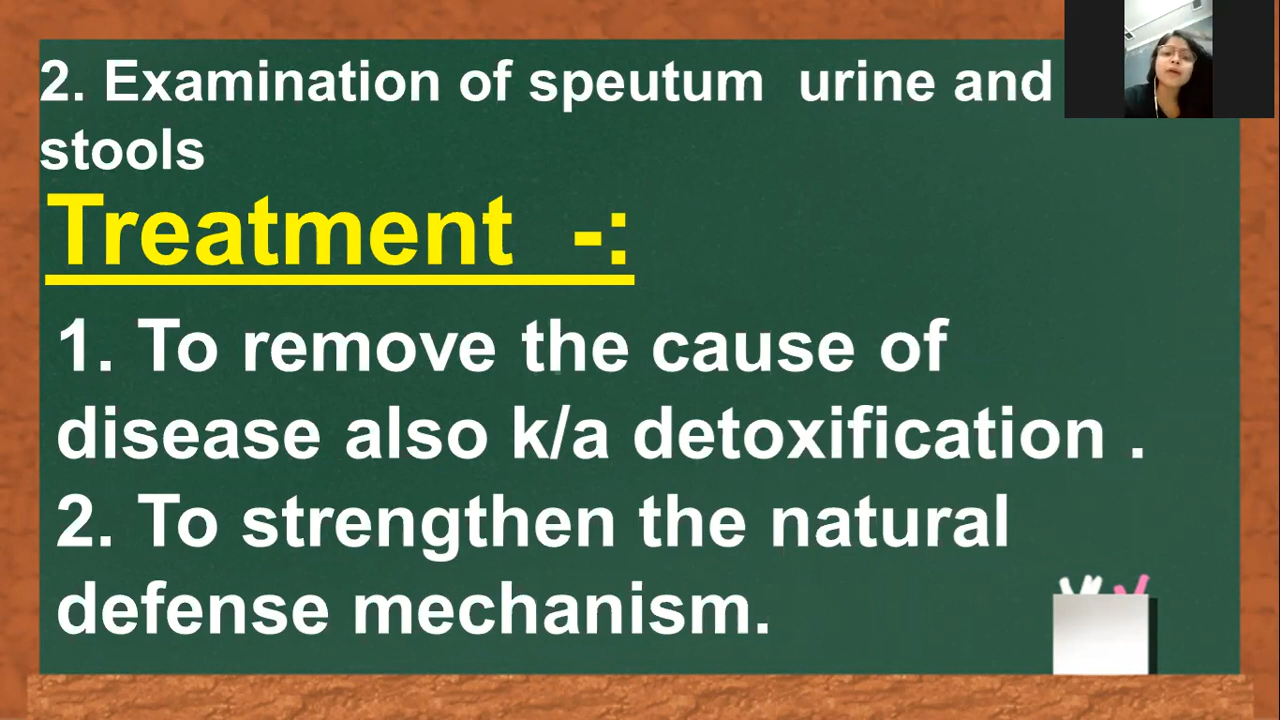 2. Examination of speutum  urine and
stools
Treatment  -:
1. To remove the cause of
disease also k/a detoxification .
2. To strengthen the natural
defense mechanism.